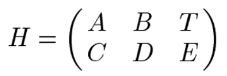 H = ( A B T
C D E )